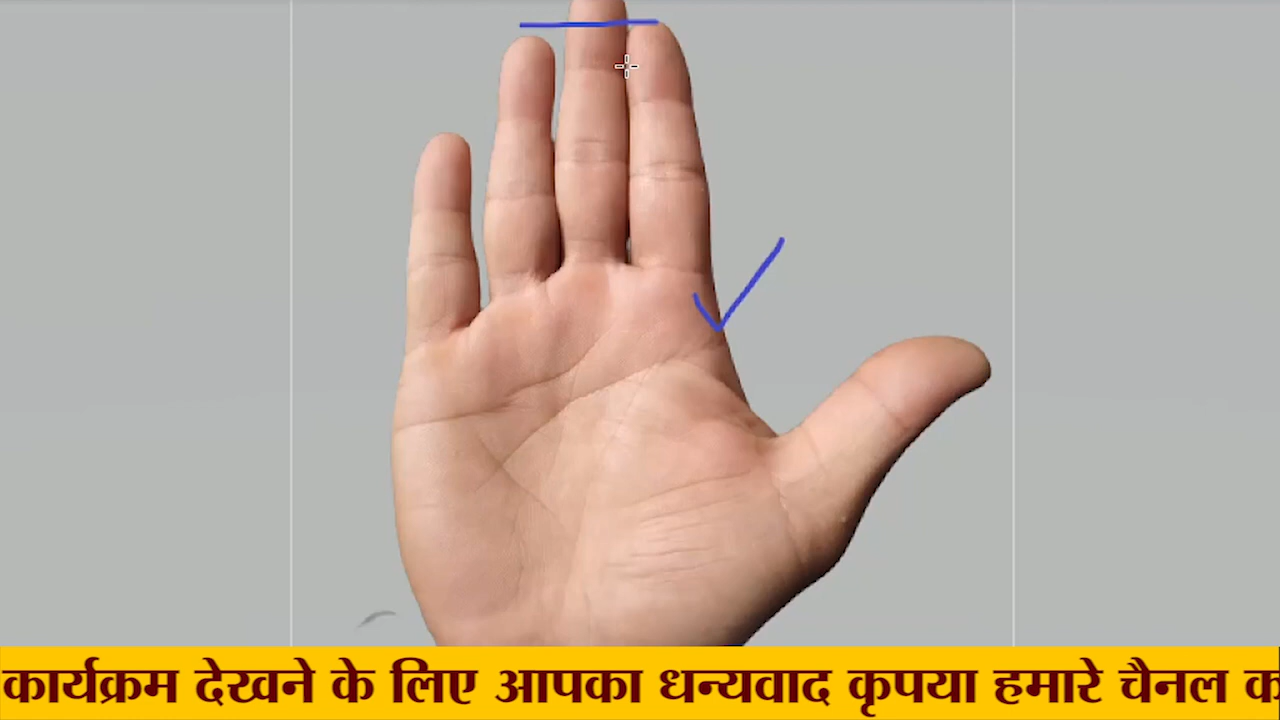 कार्यक्रम देखने के लिए आपका धन्यवाद कृपया हमारे चैनल